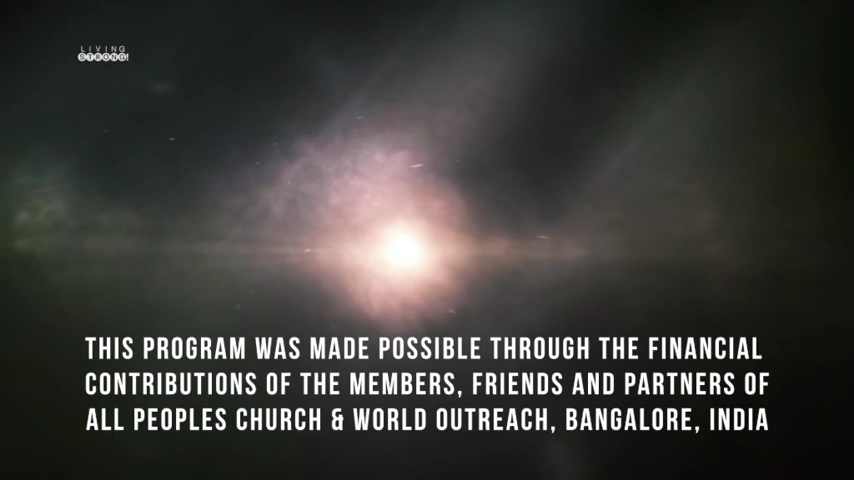 LIVING
STRONG!
THIS PROGRAM WAS MADE POSSIBLE THROUGH THE FINANCIAL
CONTRIBUTIONS OF THE MEMBERS, FRIENDS AND PARTNERS OF
ALL PEOPLES CHURCH & WORLD OUTREACH, BANGALORE, INDIA